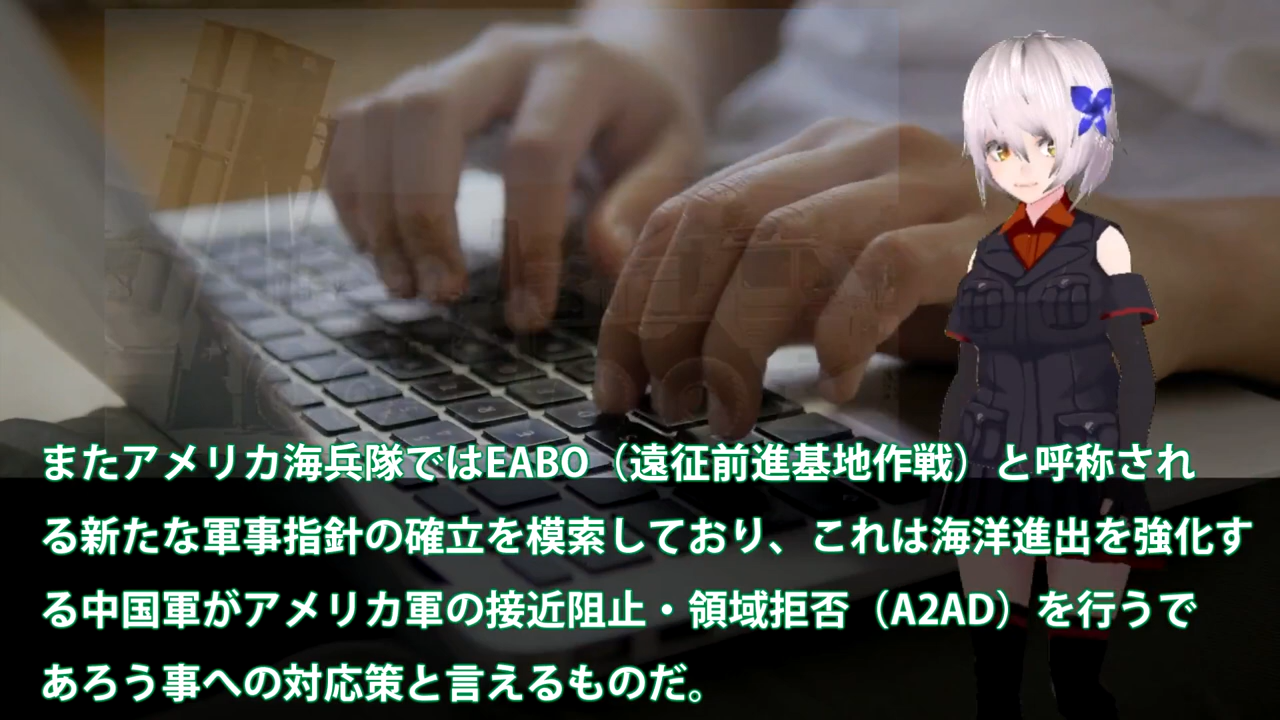 またアメリカ海兵隊ではEABO（遠征前進基地作戦）と呼称され
る新たな軍事指針の確立を模索しており、これは海洋進出を強化す
る中国軍がアメリカ軍の接近阻止・領域拒否（A2AD）を行うで
あろう事への対応策と言えるものだ。